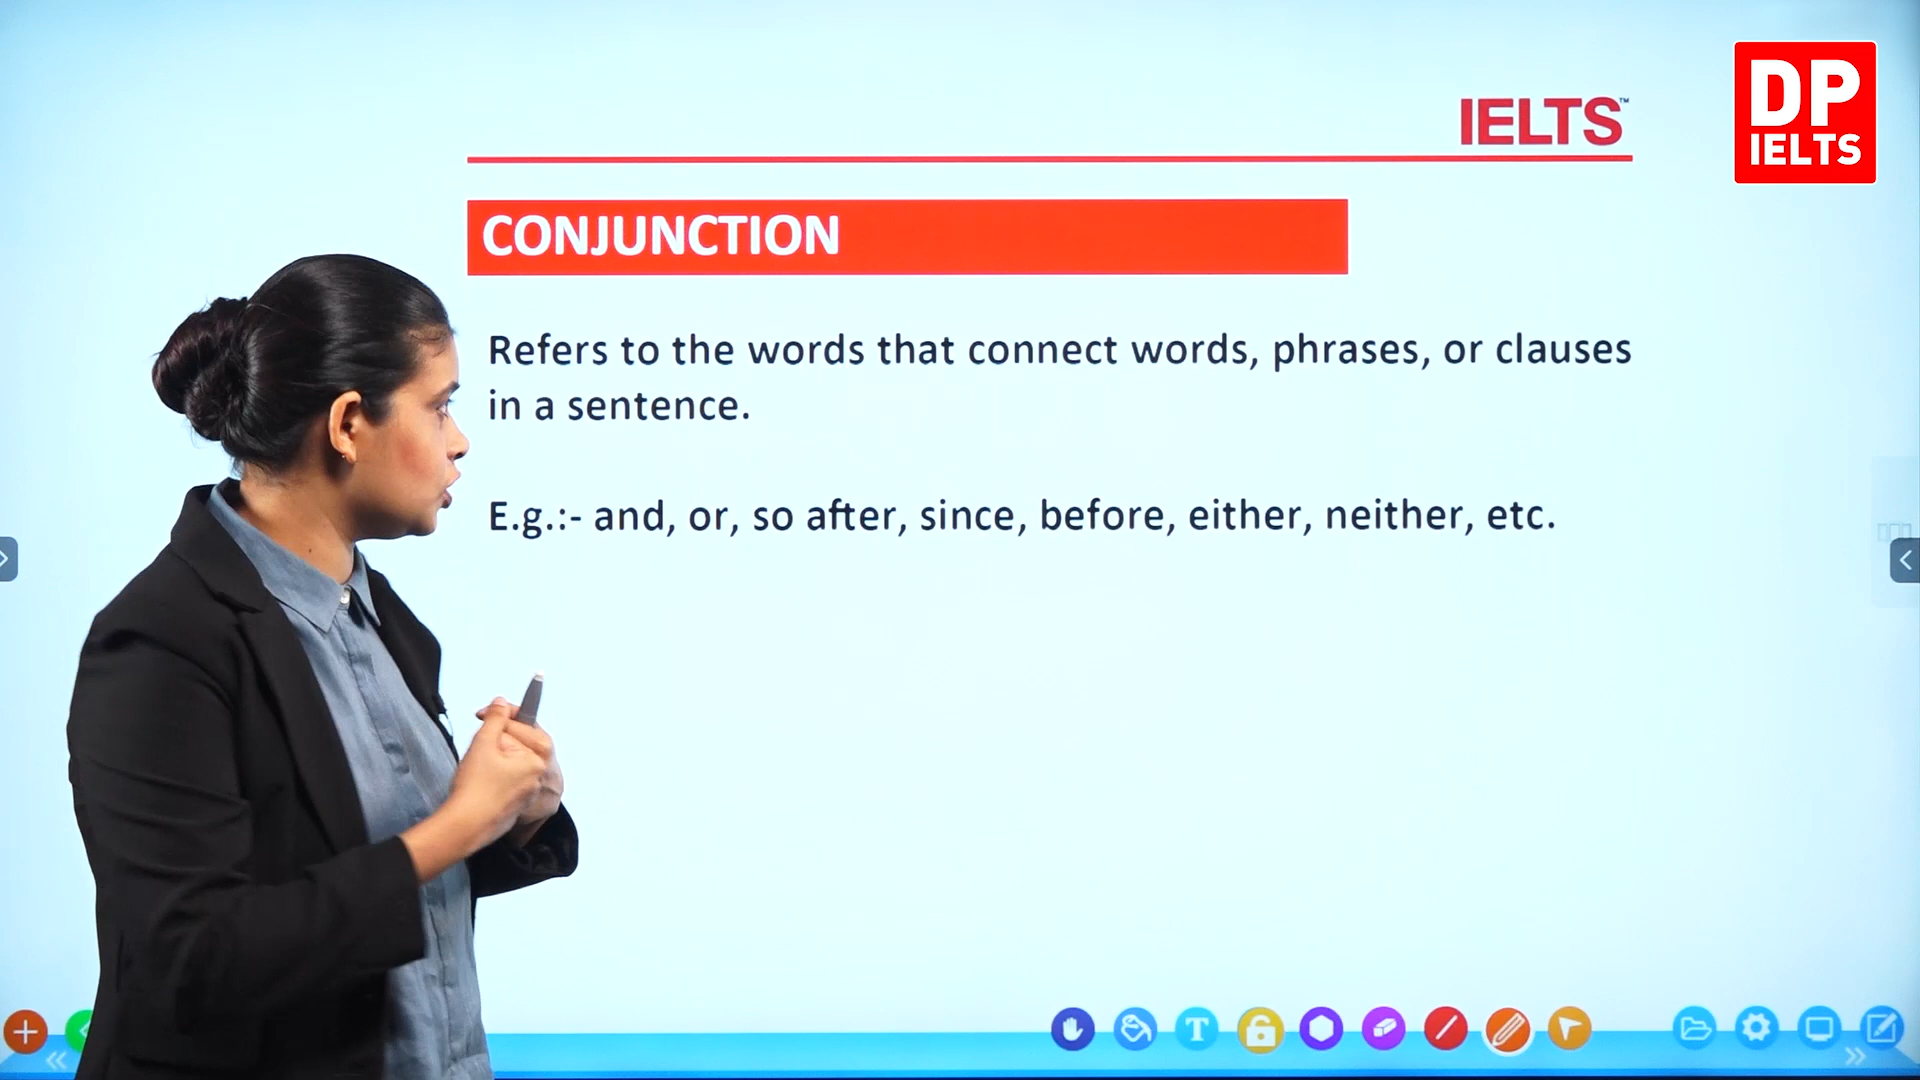 IELTS™
DP
IELTS
CONJUNCTION
Refers to the words that connect words, phrases, or clauses
in a sentence.
E.g.:- and, or, so after, since, before, either, neither, etc.
T